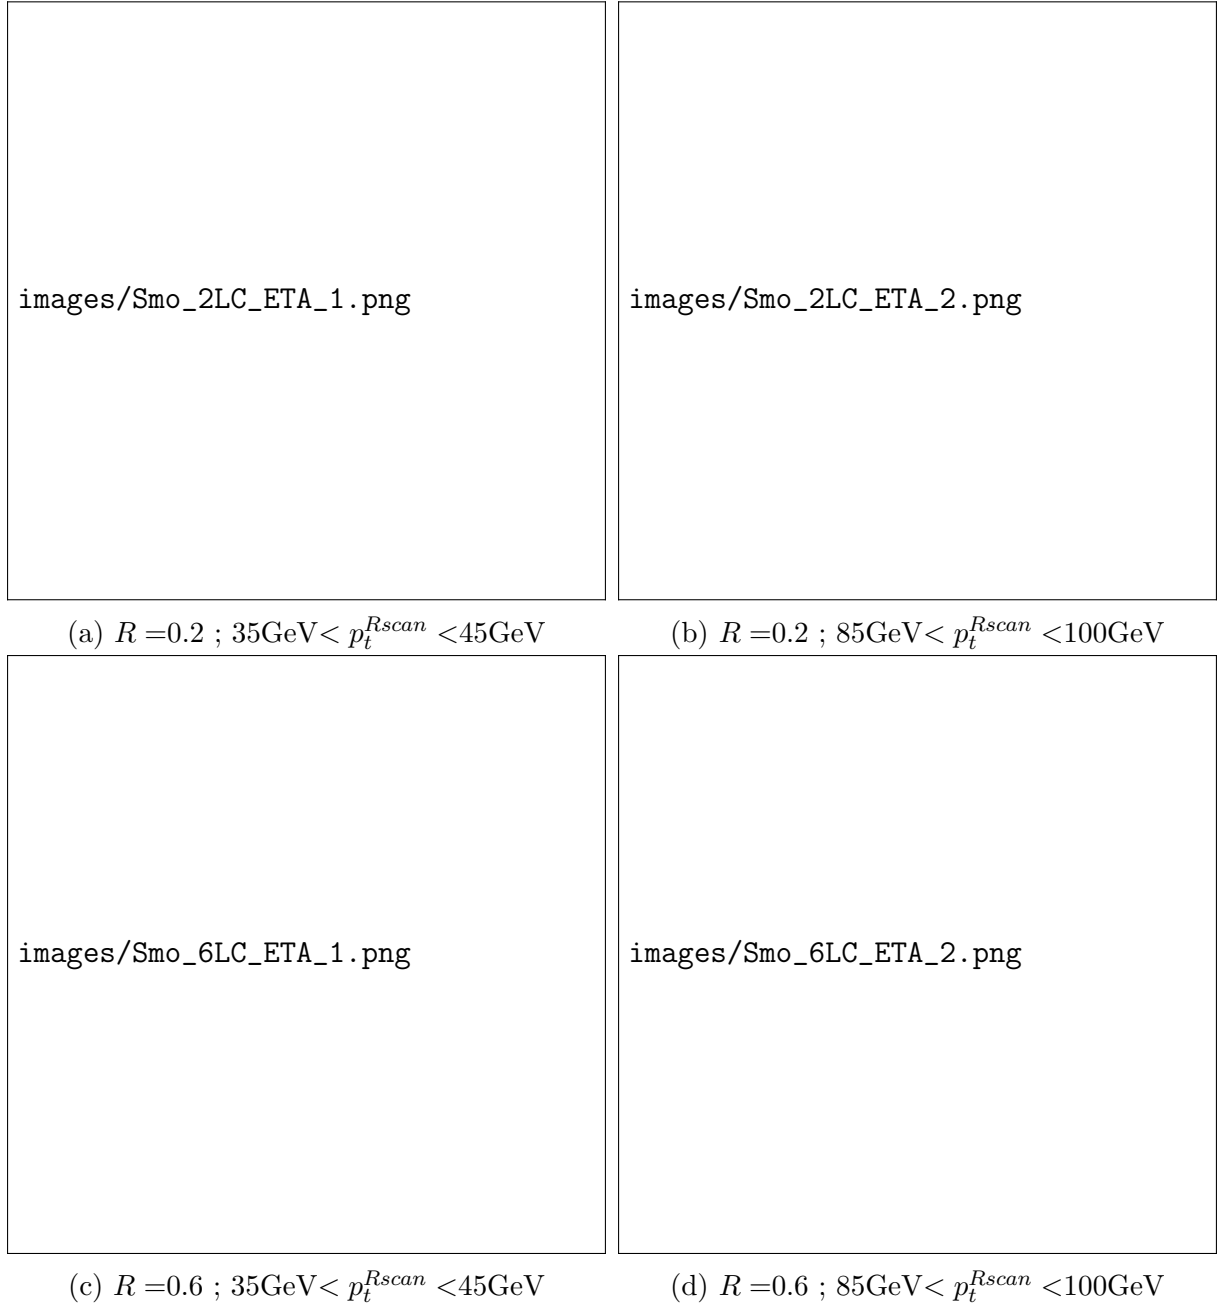 images/Smo_2LC_ETA_1.png
images/Smo_2LC_ETA_2.png
(a) R =0.2 ; 35GeV< p_t^{Rscan} <45GeV
(b) R =0.2 ; 85GeV< p_t^{Rscan} <100GeV
images/Smo_6LC_ETA_1.png
images/Smo_6LC_ETA_2.png
(c) R =0.6 ; 35GeV< p_t^{Rscan} <45GeV
(d) R =0.6 ; 85GeV< p_t^{Rscan} <100GeV